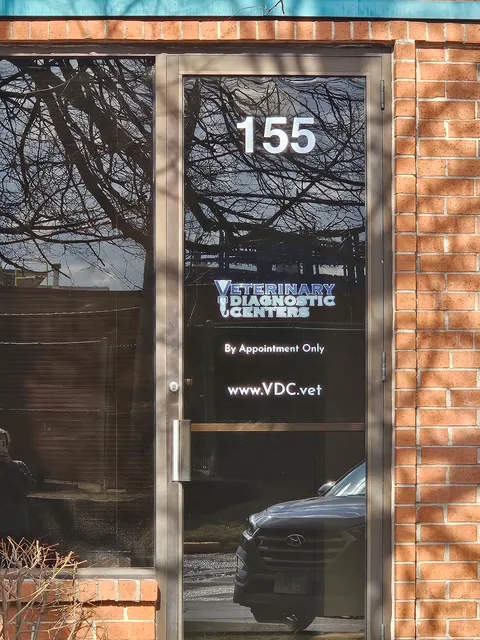 155
VETERINARY
DIAGNOSTIC
CENTERS
By Appointment Only
www.VDC.vet